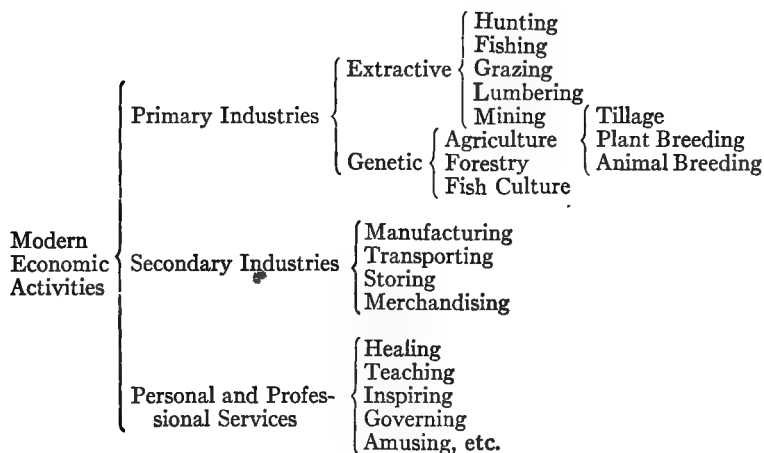 Modern
Economic
Activities
Primary Industries
Extractive
Hunting
Fishing
Grazing
Lumbering
Mining
Genetic
Agriculture
Forestry
Fish Culture
Tillage
Plant Breeding
Animal Breeding
Secondary Industries
Manufacturing
Transporting
Storing
Merchandising
Personal and Profes-
sional Services
Healing
Teaching
Inspiring
Governing
Amusing, etc.